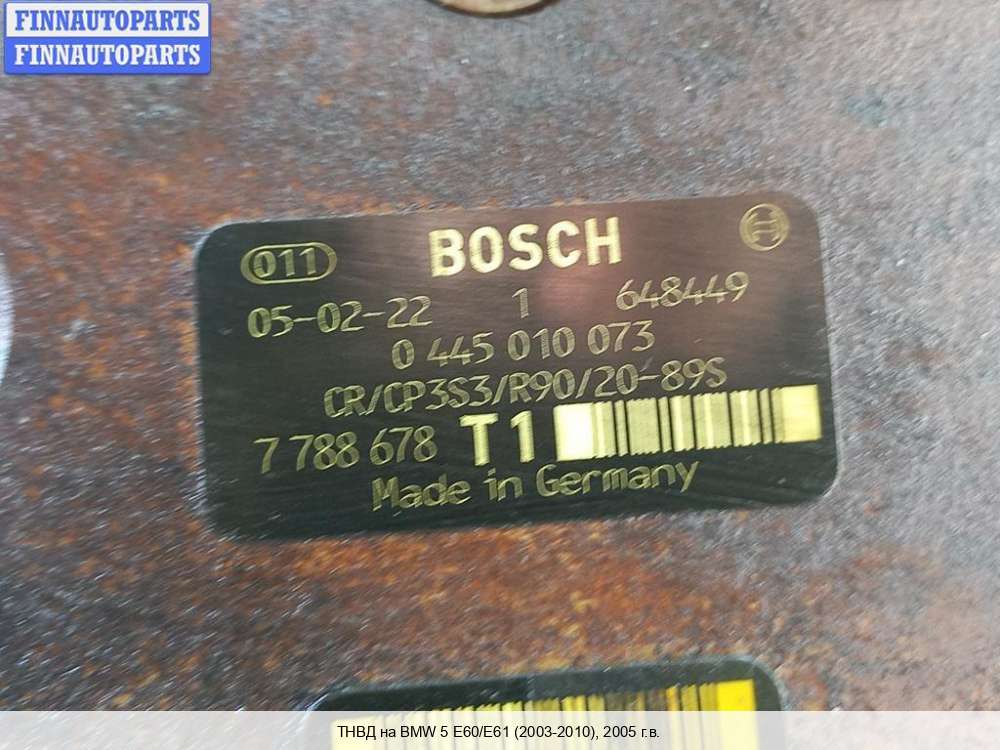 FINNAUTOPARTS
FINNAUTOPARTS
011 BOSCH
05-02-22 1 648449
0 445 010 073
CR/CP3S3/R90/20-89S
7 788 678 T1
Made in Germany
ТНВД на BMW 5 E60/E61 (2003-2010), 2005 г.в.